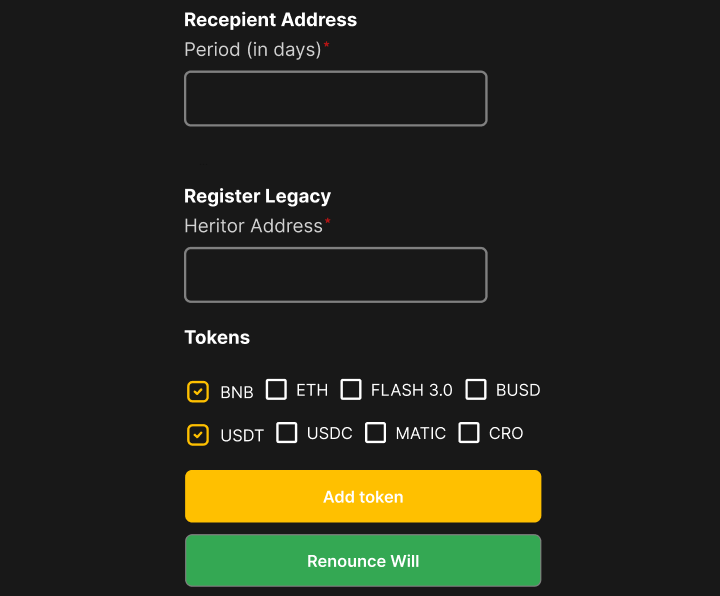 Recepient Address
Period (in days)*
Register Legacy
Heritor Address*
Tokens
BNB ETH FLASH 3.0 BUSD
USDT USDC MATIC CRO
Add token
Renounce Will